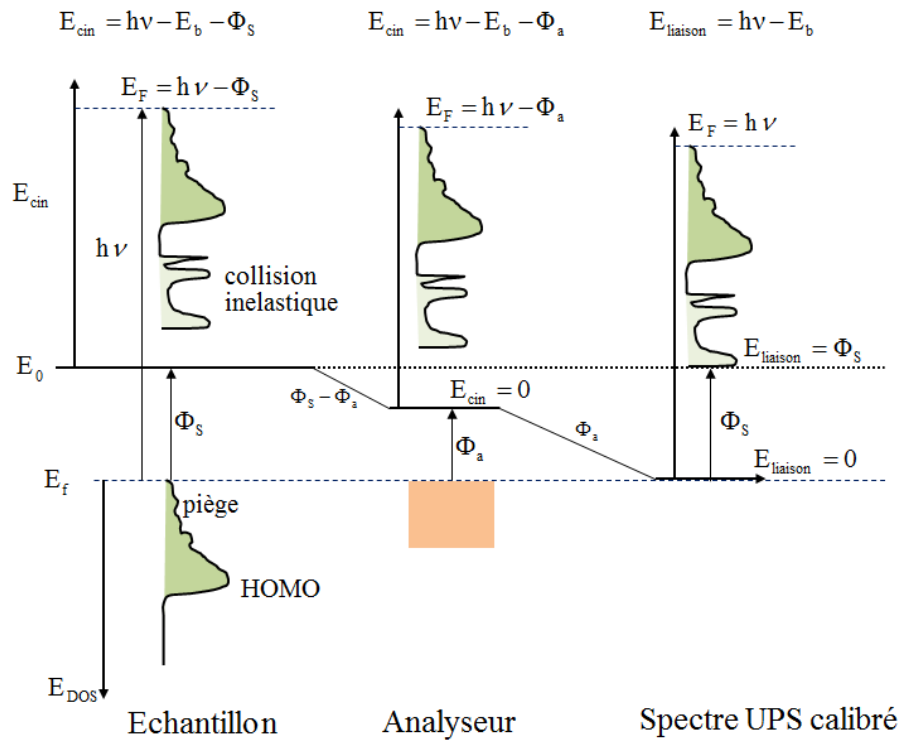 E_cin = hν − E_b − Φ_S
E_cin = hν − E_b − Φ_a
E_liaison = hν − E_b
E_F = hν − Φ_S
E_F = hν − Φ_a
E_F = hν
E_cin
hν
collision
inelastique
E_0
Φ_S
Φ_S − Φ_a
E_cin = 0
Φ_a
Φ_a
E_liaison = Φ_S
Φ_S
E_liaison = 0
E_f
piège
HOMO
E_DOS
Echantillon
Analyseur
Spectre UPS calibré